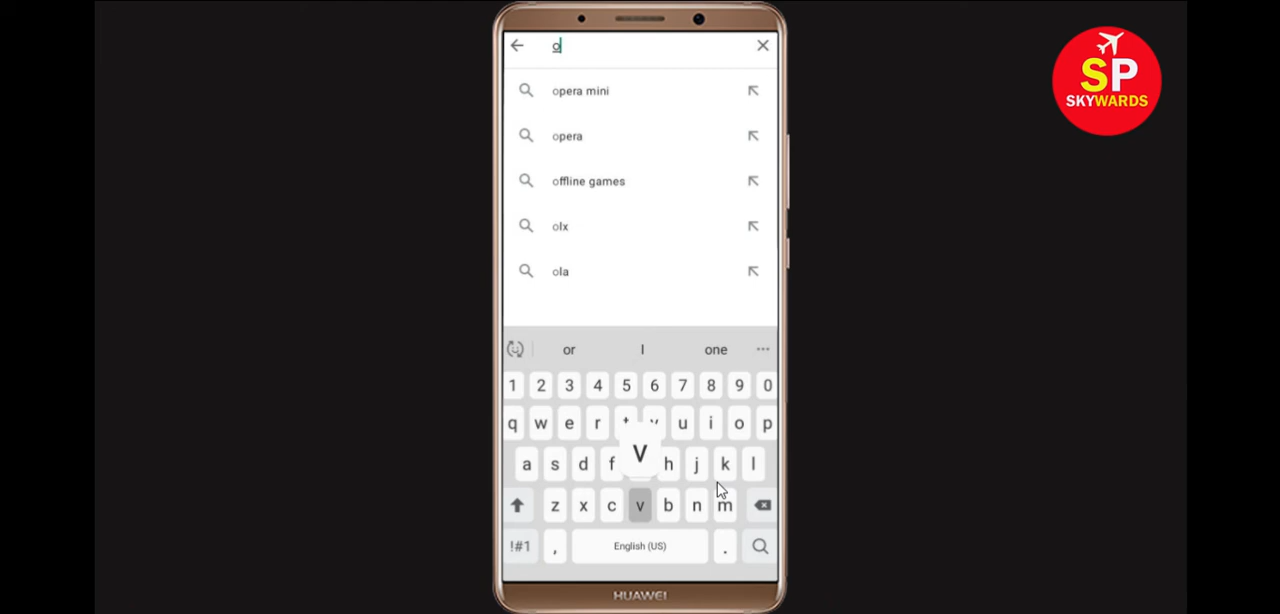 o
opera mini
opera
offline games
olx
ola
or I one
1 2 3 4 5 6 7 8 9 0
q w e r t y u i o p
V
a s d f h j k l
z x c v b n m
!#1 , English (US) .
HUAWEI
SP
SKYWARDS